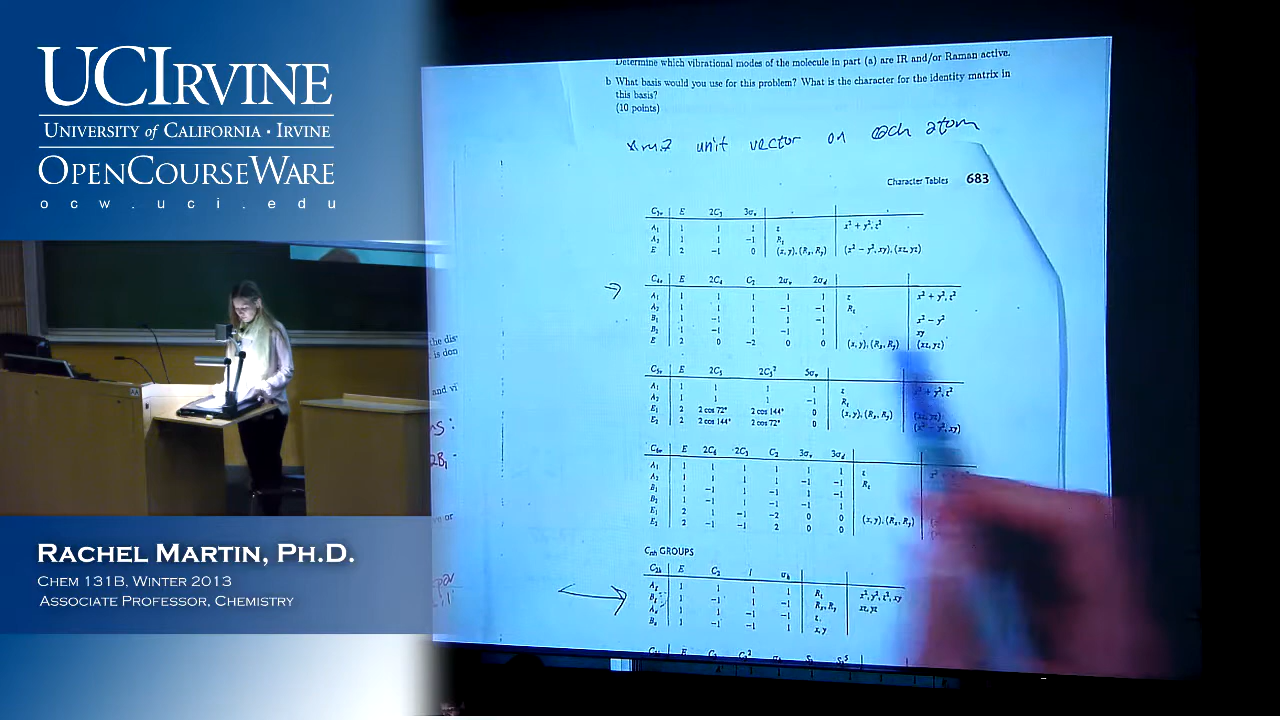 UCIRVINE
UNIVERSITY of CALIFORNIA · IRVINE
OPENCOURSEWARE
ocw.uci.edu
RACHEL MARTIN, PH.D.
CHEM 131B, WINTER 2013
ASSOCIATE PROFESSOR, CHEMISTRY
Determine which vibrational modes of the molecule in part (a) are IR and/or Raman active.
b What basis would you use for this problem? What is the character for the identity matrix in
this basis?
(10 points)
unit vector on each atom
Character Tables 683
C3v E 2C3 3σv
A1 1 1 1 z x² + y², z²
A2 1 1 -1 Rz
E 2 -1 0 (x, y), (Rx, Ry) (x² - y², xy), (xz, yz)
C4v E 2C4 C2 2σv 2σd
A1 1 1 1 1 1 z x² + y², z²
A2 1 1 1 -1 -1 Rz
B1 1 -1 1 1 -1 x² - y²
B2 1 -1 1 -1 1 xy
E 2 0 -2 0 0 (x, y), (Rx, Ry) (xz, yz)
C5v E 2C5 2C5² 5σv
A1 1 1 1 1 z x² + y², z²
A2 1 1 1 -1 Rz
E1 2 2 cos 72° 2 cos 144° 0 (x, y), (Rx, Ry) (xz, yz)
E2 2 2 cos 144° 2 cos 72° 0 (x² - y², xy)
C6v E 2C6 2C3 C2 3σv 3σd
A1 1 1 1 1 1 1 z
A2 1 1 1 1 -1 -1 Rz
B1 1 -1 1 -1 1 -1
B2 1 -1 1 -1 -1 1
E1 2 1 -1 -2 0 0 (x, y), (Rx, Ry)
E2 2 -1 -1 2 0 0
Cnh GROUPS
C2h E C2 i σh
Ag 1 1 1 1 Rz x², y², z², xy
Bg 1 -1 1 -1 Rx, Ry xz, yz
Au 1 1 -1 -1 z
Bu 1 -1 -1 1 x, y